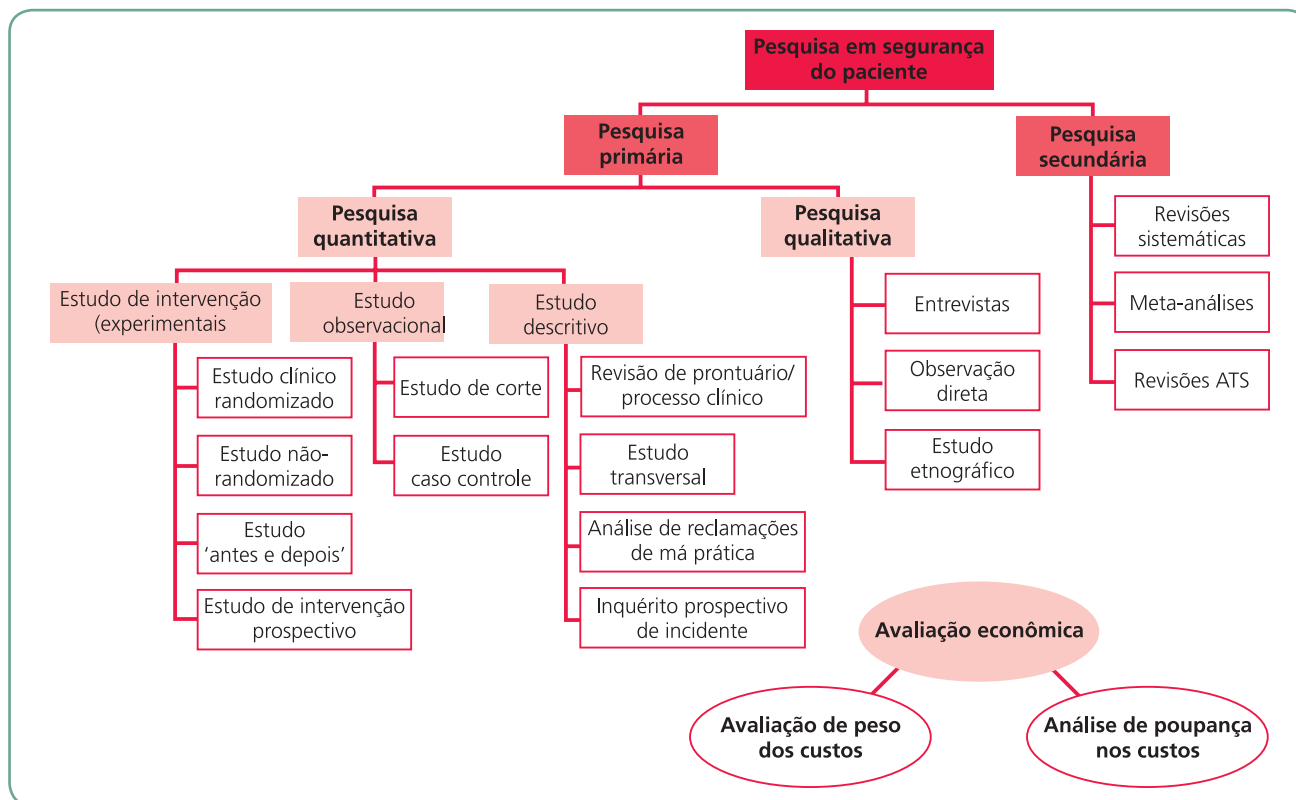 Pesquisa em segurança
do paciente
Pesquisa
primária
Pesquisa
secundária
Pesquisa
quantitativa
Pesquisa
qualitativa
Revisões
sistemáticas
Meta-análises
Revisões ATS
Estudo de intervenção
(experimentais
Estudo
observacional
Estudo
descritivo
Entrevistas
Observação
direta
Estudo
etnográfico
Estudo clínico
randomizado
Estudo não-
randomizado
Estudo
‘antes e depois’
Estudo de intervenção
prospectivo
Estudo de corte
Estudo
caso controle
Revisão de prontuário/
processo clínico
Estudo
transversal
Análise de reclamações
de má prática
Inquérito prospectivo
de incidente
Avaliação econômica
Avaliação de peso
dos custos
Análise de poupança
nos custos